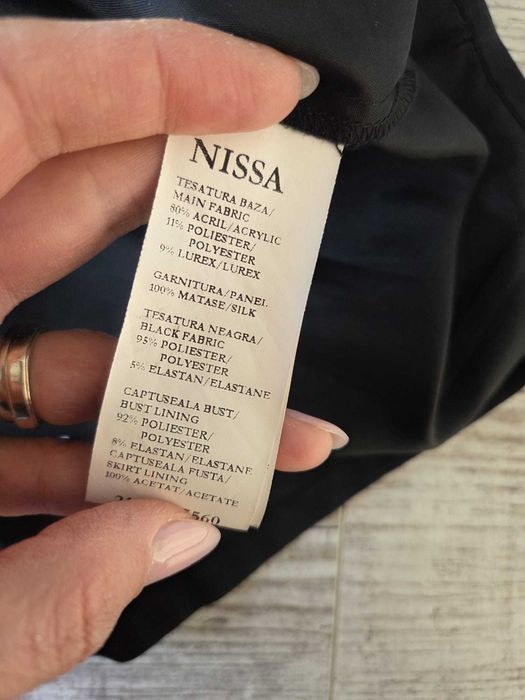 NISSA
TESATURA BAZA/
MAIN FABRIC
80% ACRIL/ACRYLIC
11% POLIESTER/
POLYESTER
9% LUREX/LUREX
GARNITURA/PANEL
100% MATASE/SILK
TESATURA NEAGRA/
BLACK FABRIC
95% POLIESTER/
POLYESTER
5% ELASTAN/ELASTANE
CAPTUSEALA BUST/
BUST LINING
92% POLIESTER/
POLYESTER
8% ELASTAN/ELASTANE
CAPTUSEALA FUSTA/
SKIRT LINING
100% ACETAT/ACETATE